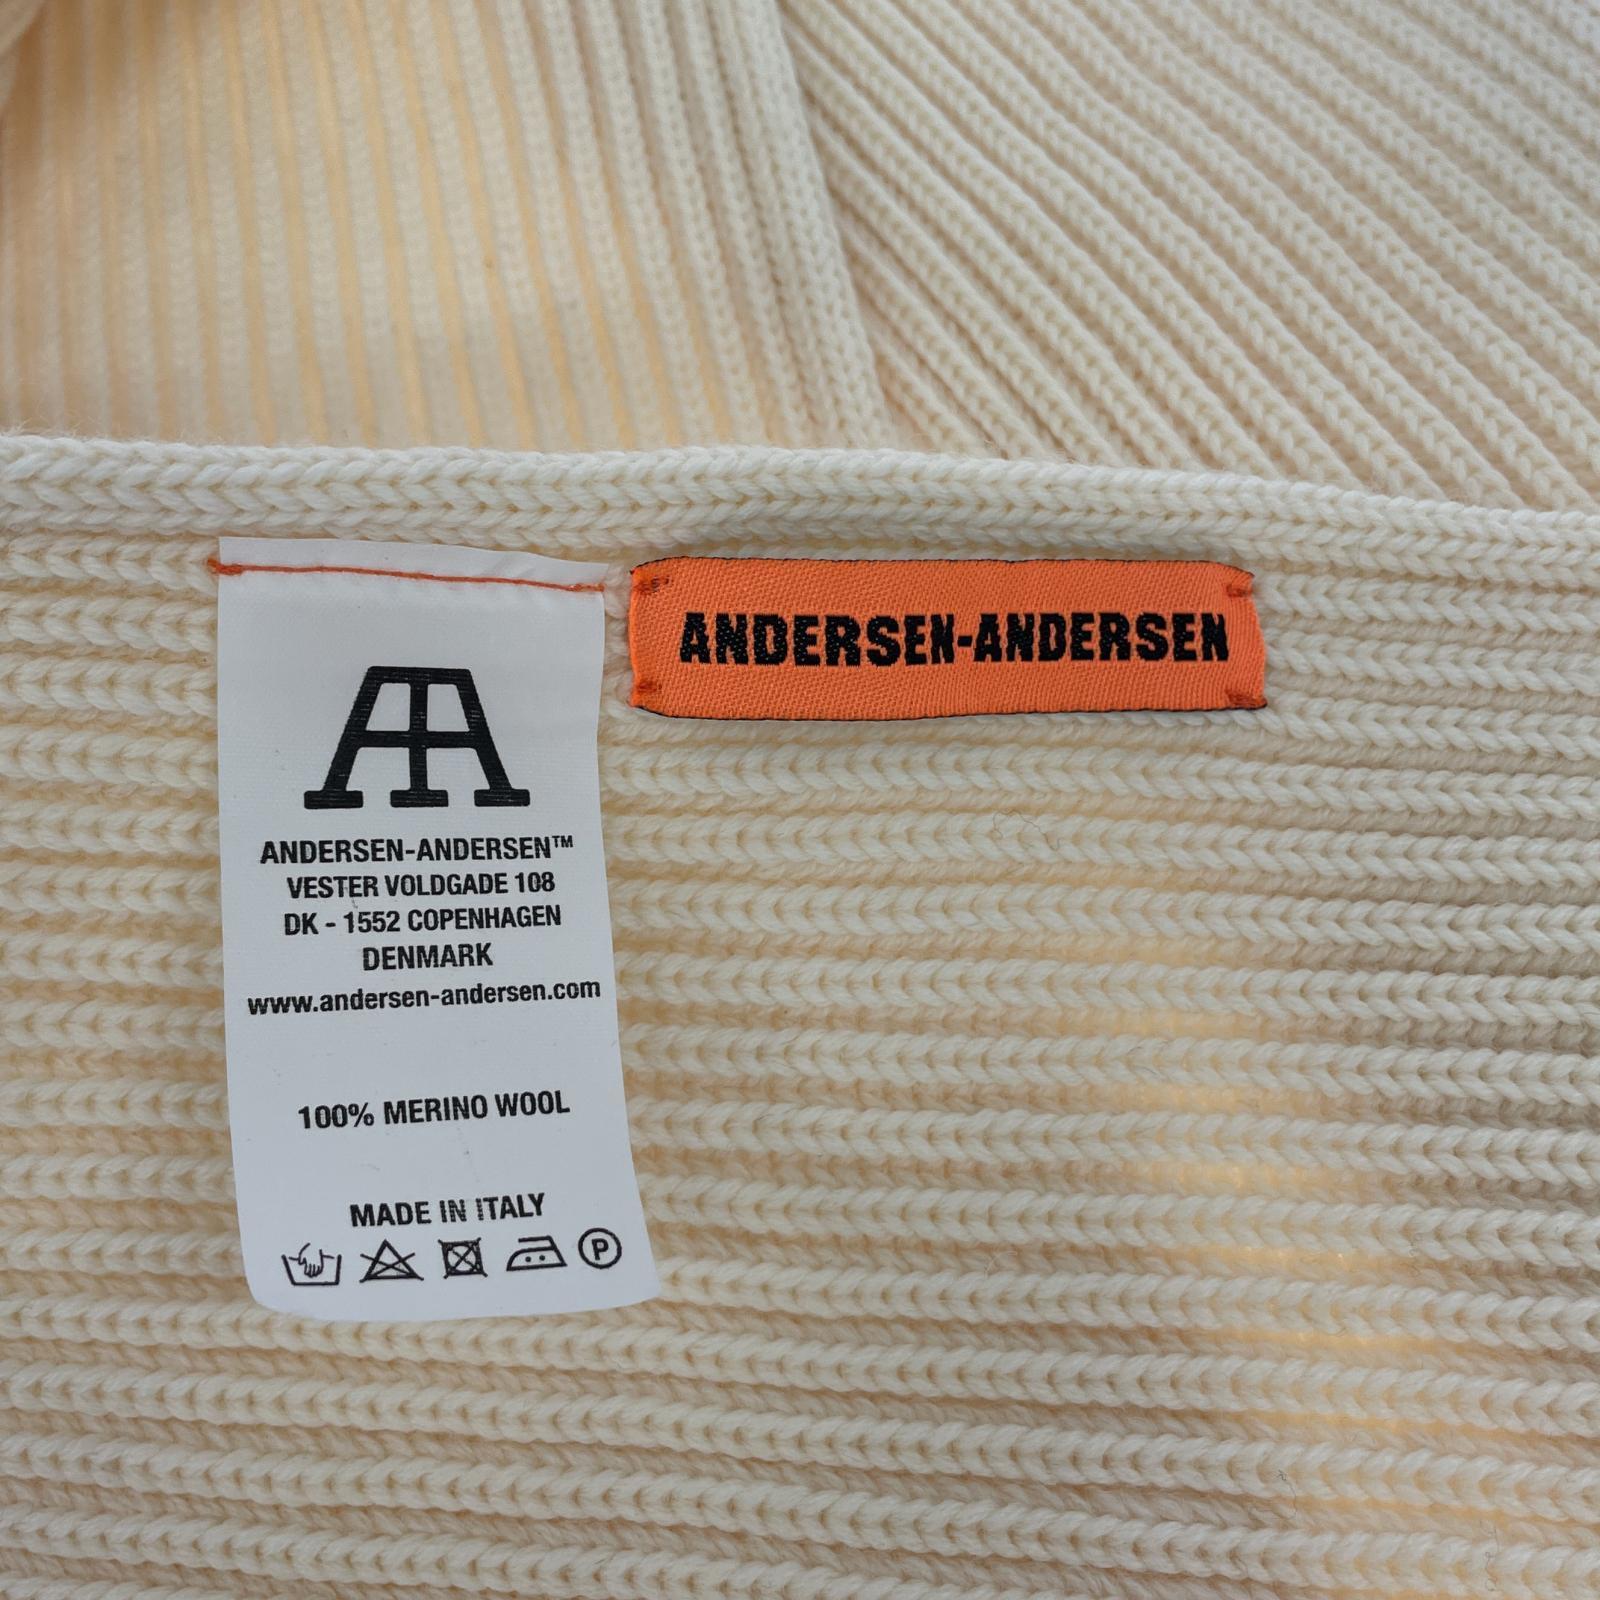 ANDERSEN-ANDERSEN
ANDERSEN-ANDERSEN™
VESTER VOLDGADE 108
DK - 1552 COPENHAGEN
DENMARK
www.andersen-andersen.com
100% MERINO WOOL
MADE IN ITALY
P